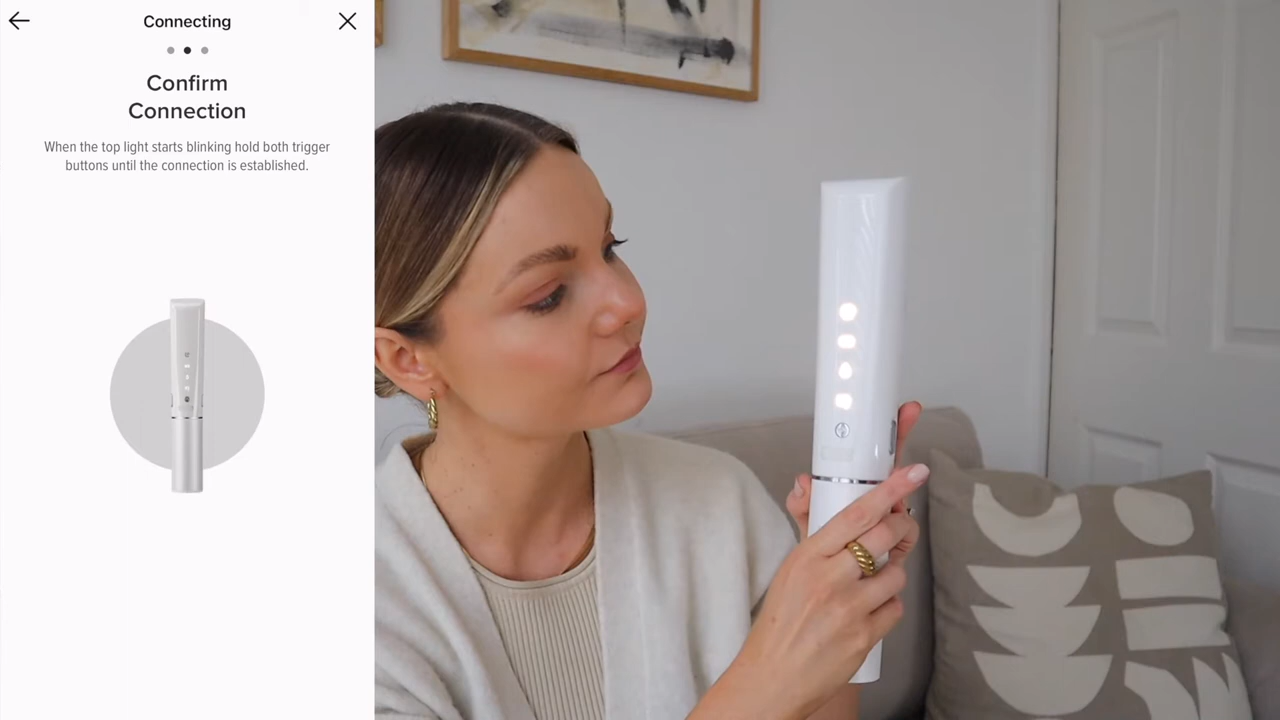 Connecting
Confirm
Connection
When the top light starts blinking hold both trigger
buttons until the connection is established.